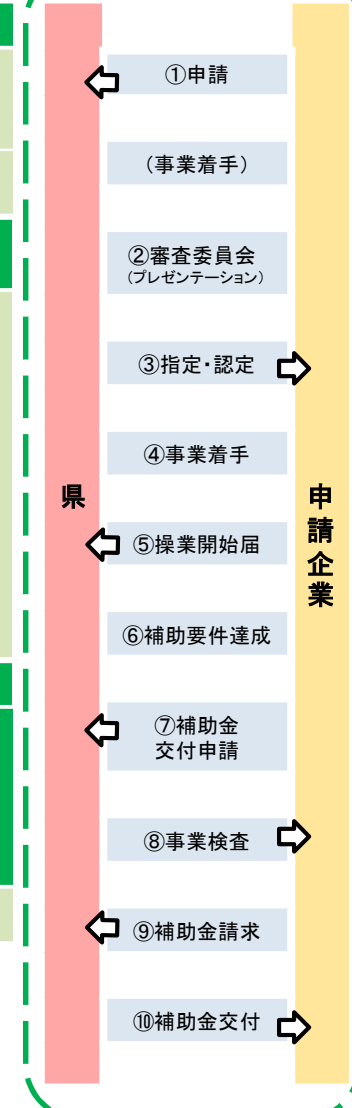 ①申請
(事業着手)
②審査委員会
(プレゼンテーション)
③指定・認定
④事業着手
県
申請企業
⑤操業開始届
⑥補助要件達成
⑦補助金
交付申請
⑧事業検査
⑨補助金請求
⑩補助金交付